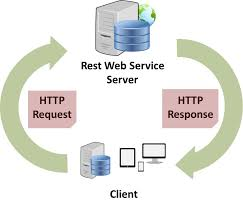 Rest Web Service
Server
HTTP
Request
HTTP
Response
Client